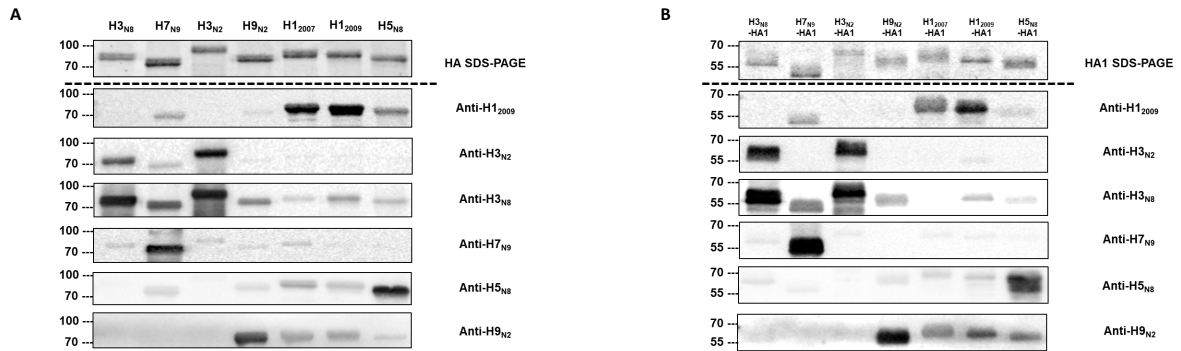 A
H3N8 H7N9 H3N2 H9N2 H12007 H12009 H5N8
100 ---
70 ---
HA SDS-PAGE
100 ---
70 ---
Anti-H12009
100 ---
70 ---
Anti-H3N2
100 ---
70 ---
Anti-H3N8
100 ---
70 ---
Anti-H7N9
100 ---
70 ---
Anti-H5N8
100 ---
70 ---
Anti-H9N2
B
H3N8 H7N9 H3N2 H9N2 H12007 H12009 H5N8
-HA1 -HA1 -HA1 -HA1 -HA1 -HA1 -HA1
70 ---
55 ---
HA1 SDS-PAGE
70 ---
55 ---
Anti-H12009
70 ---
55 ---
Anti-H3N2
70 ---
55 ---
Anti-H3N8
70 ---
55 ---
Anti-H7N9
70 ---
55 ---
Anti-H5N8
70 ---
55 ---
Anti-H9N2